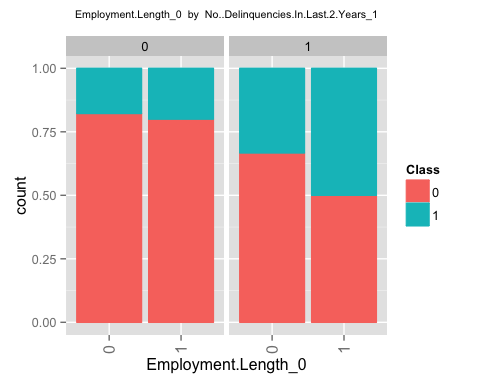 Employment.Length_0 by No..Delinquencies.In.Last.2.Years_1
0 1
1.00
0.75
0.50
0.25
0.00
count
0 1 0 1
Employment.Length_0
Class
0
1